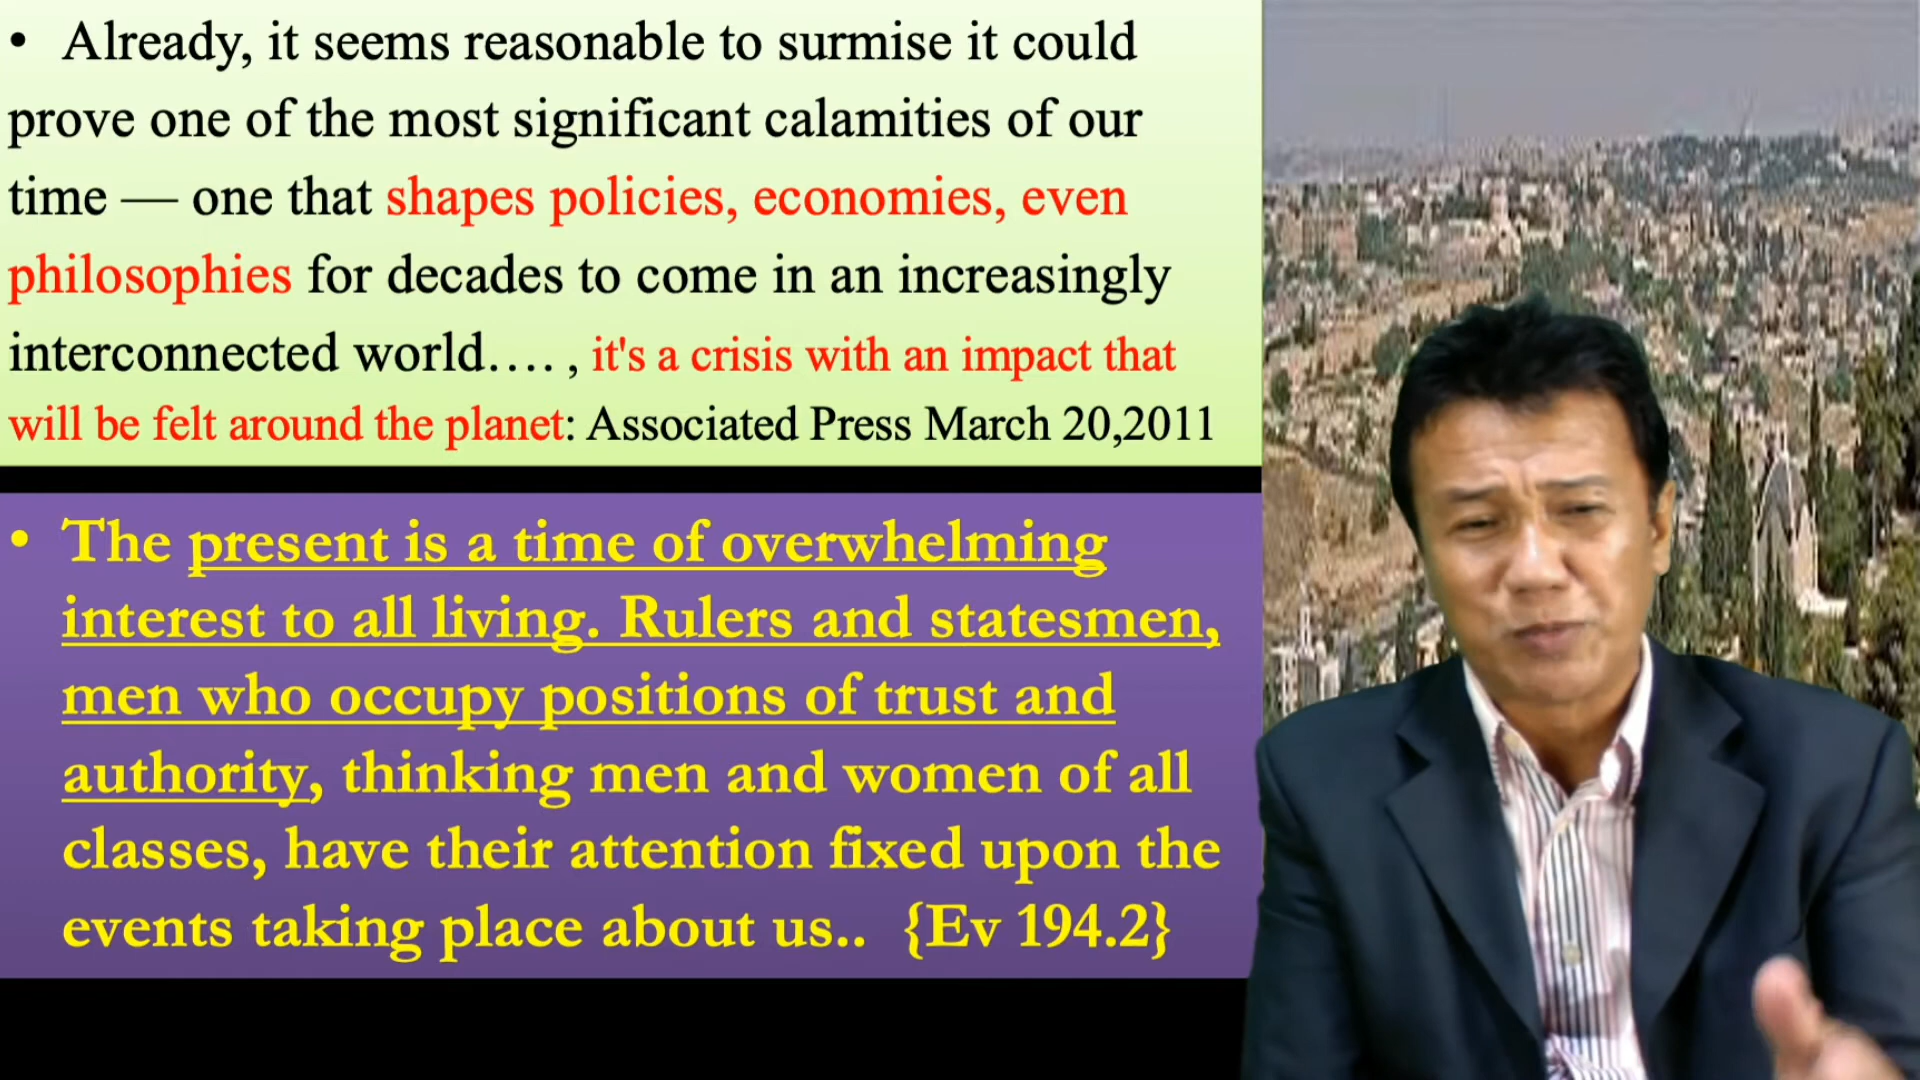 • Already, it seems reasonable to surmise it could
prove one of the most significant calamities of our
time — one that shapes policies, economies, even
philosophies for decades to come in an increasingly
interconnected world…. , it's a crisis with an impact that
will be felt around the planet: Associated Press March 20,2011
• The present is a time of overwhelming
interest to all living. Rulers and statesmen,
men who occupy positions of trust and
authority, thinking men and women of all
classes, have their attention fixed upon the
events taking place about us.. {Ev 194.2}